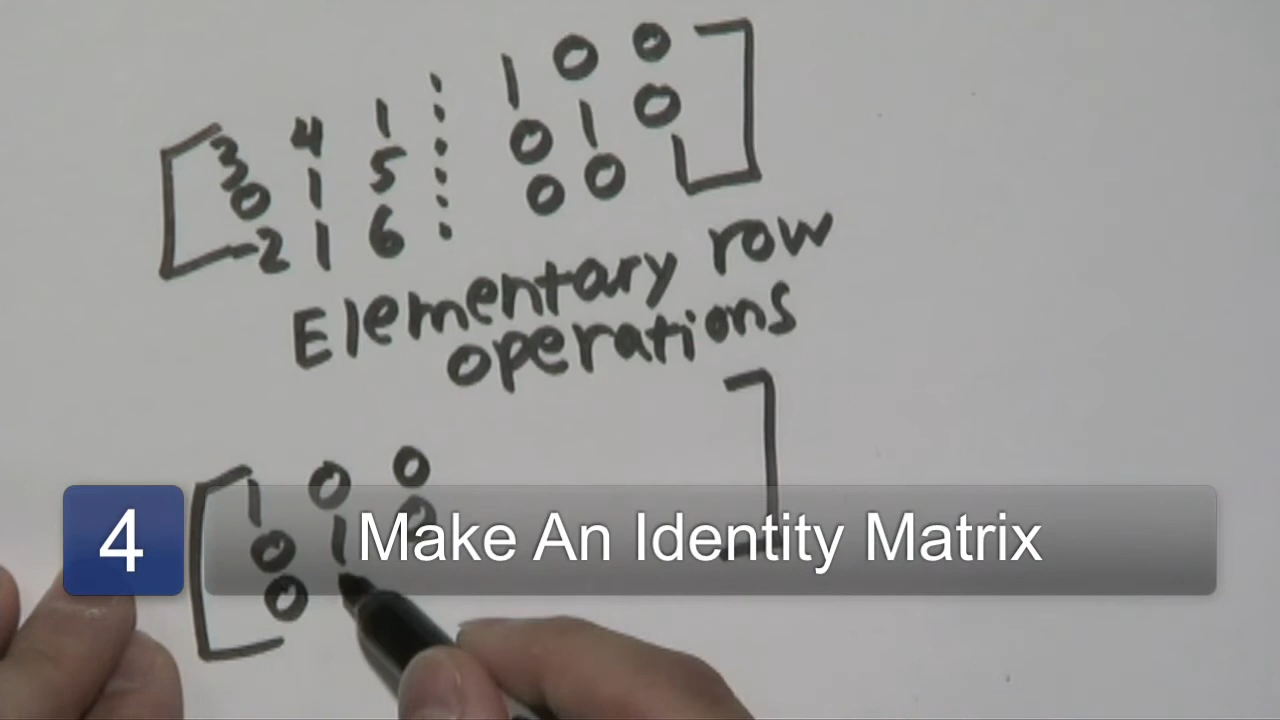 3 4 1 ⋮ 1 0 0
0 1 5 ⋮ 0 1 0
-2 1 6 ⋮ 0 0 1
Elementary row
operations
1 0 0
0 1 0
0
4 Make An Identity Matrix